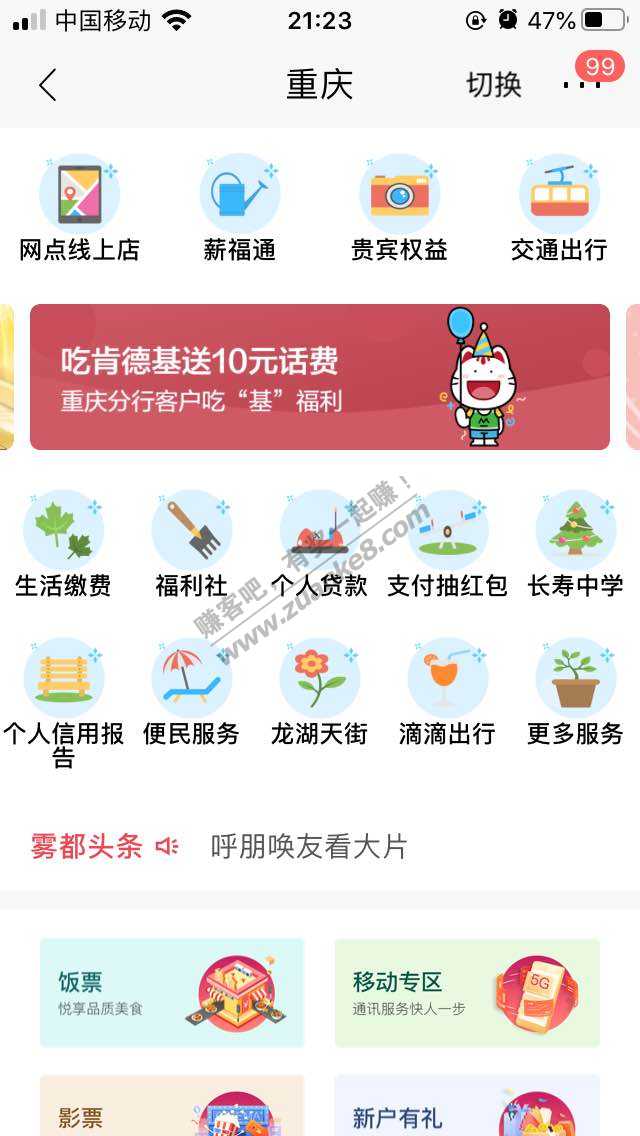 中国移动
21:23
47%
重庆
切换
99
网点线上店
薪福通
贵宾权益
交通出行
吃肯德基送10元话费
重庆分行客户吃“基”福利
生活缴费
福利社
个人贷款
支付抽红包
长寿中学
赚客吧，有奖一起赚！
www.zuanke8.com
个人信用报
告
便民服务
龙湖天街
滴滴出行
更多服务
雾都头条
呼朋唤友看大片
饭票
悦享品质美食
移动专区
通讯服务快人一步
5G
影票
新户有礼